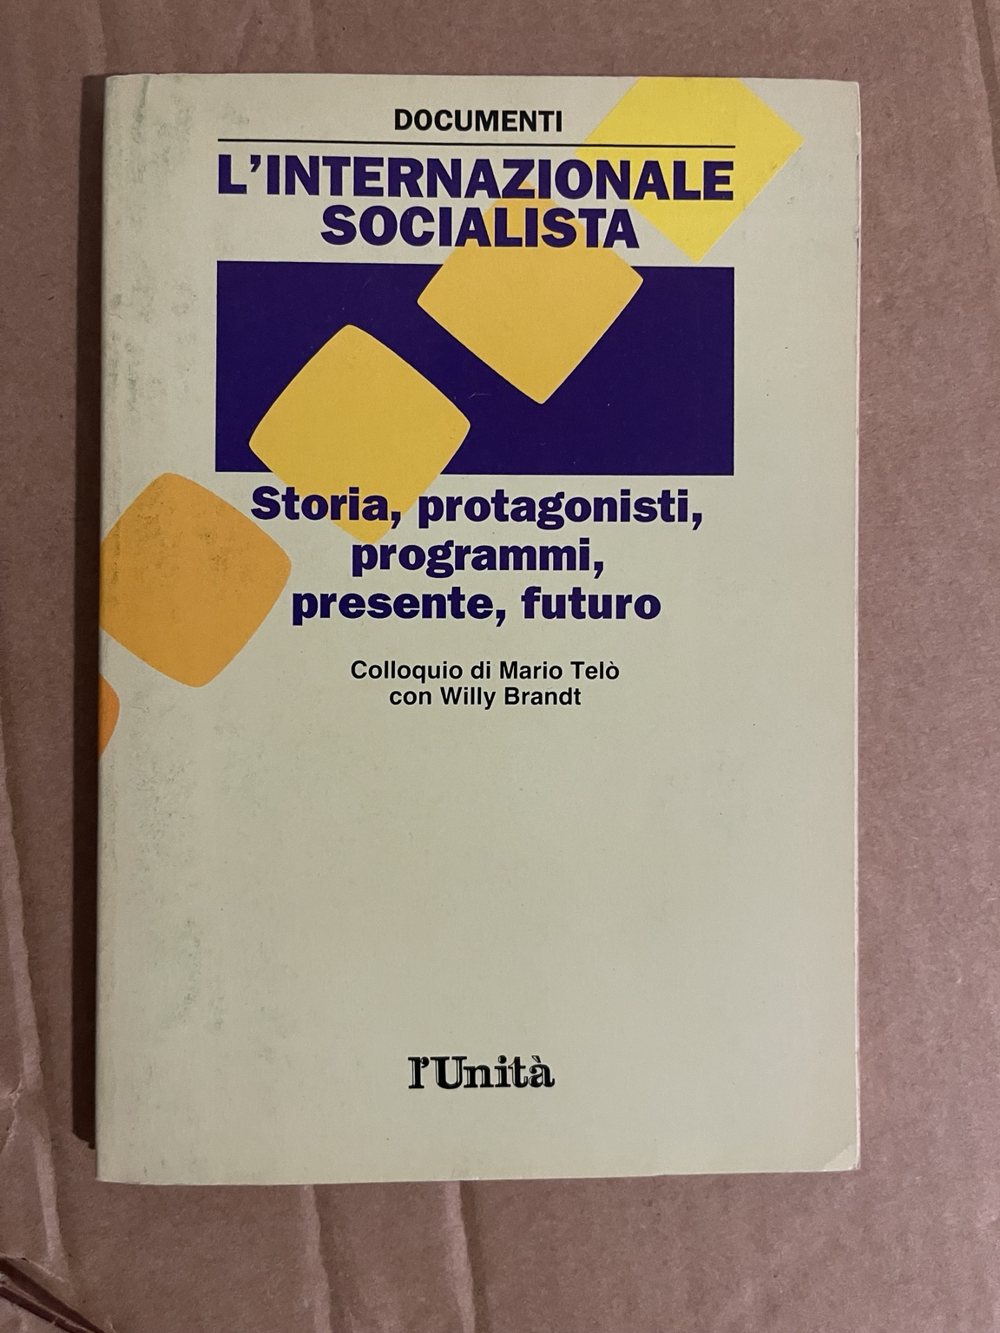 DOCUMENTI
L'INTERNAZIONALE
SOCIALISTA
Storia, protagonisti,
programmi,
presente, futuro
Colloquio di Mario Telò
con Willy Brandt
l'Unità